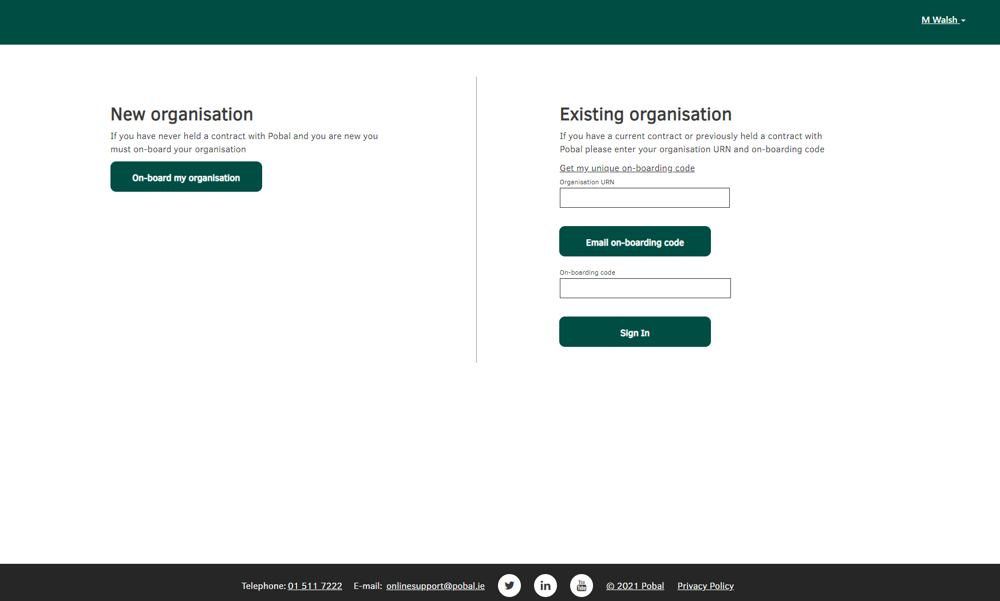 M Walsh
New organisation
If you have never held a contract with Pobal and you are new you
must on-board your organisation
On-board my organisation
Existing organisation
If you have a current contract or previously held a contract with
Pobal please enter your organisation URN and on-boarding code
Get my unique on-boarding code
Organisation URN
Email on-boarding code
On-boarding code
Sign In
Telephone: 01 511 7222 E-mail: onlinesupport@pobal.ie in You Tube © 2021 Pobal Privacy Policy